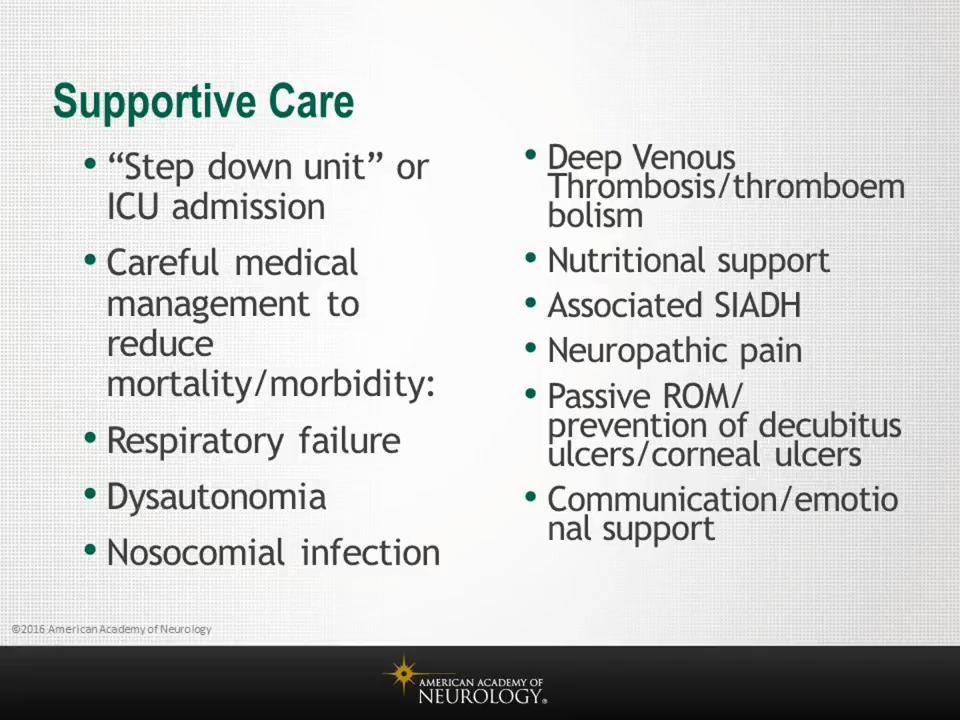 Supportive Care
• “Step down unit” or
ICU admission
• Careful medical
management to
reduce
mortality/morbidity:
• Respiratory failure
• Dysautonomia
• Nosocomial infection
• Deep Venous
Thrombosis/thromboem
bolism
• Nutritional support
• Associated SIADH
• Neuropathic pain
• Passive ROM/
prevention of decubitus
ulcers/corneal ulcers
• Communication/emotio
nal support
©2016 American Academy of Neurology
AMERICAN ACADEMY OF
NEUROLOGY®